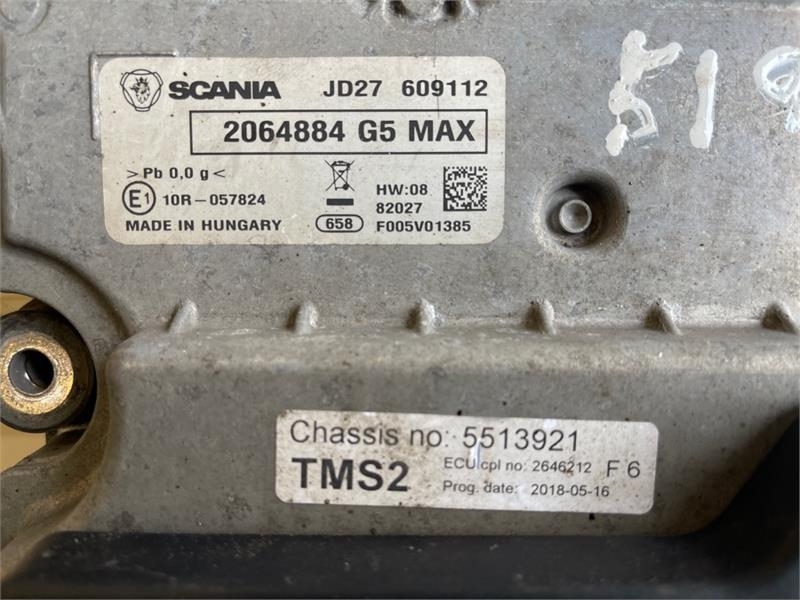 SCANIA JD27 609112
2064884 G5 MAX
>Pb 0,0 g<
E1 10R-057824
MADE IN HUNGARY 658
HW:08
82027
F005V01385
Chassis no: 5513921
TMS2 ECU cpl no: 2646212 F 6
Prog. date: 2018-05-16